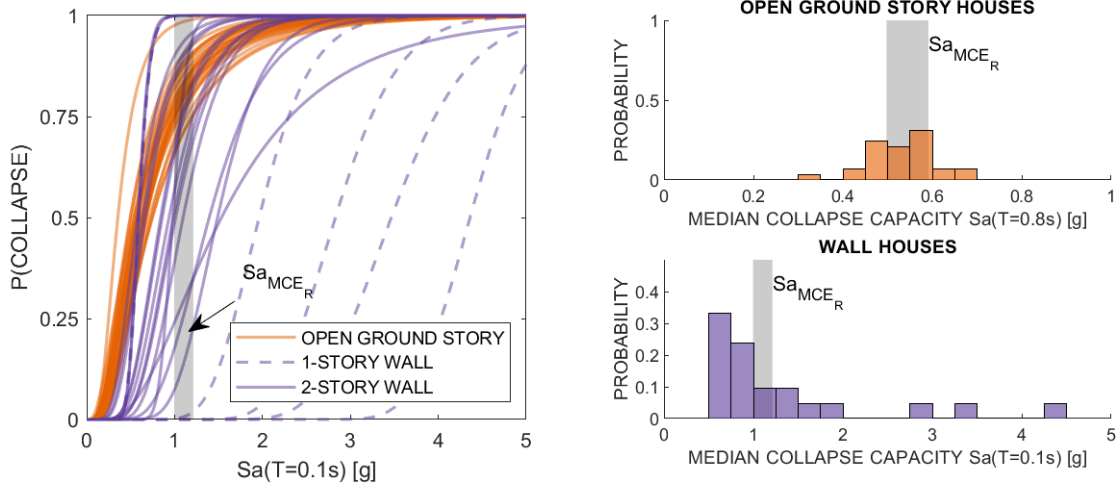 P(COLLAPSE)
1
0.75
0.5
0.25
0
Sa_MCE_R
OPEN GROUND STORY
1-STORY WALL
2-STORY WALL
0 1 2 3 4 5
Sa(T=0.1s) [g]
OPEN GROUND STORY HOUSES
PROBABILITY
1
0.5
0
Sa_MCE_R
0 0.2 0.4 0.6 0.8 1
MEDIAN COLLAPSE CAPACITY Sa(T=0.8s) [g]
WALL HOUSES
PROBABILITY
0.4
0.3
0.2
0.1
0
Sa_MCE_R
0 1 2 3 4 5
MEDIAN COLLAPSE CAPACITY Sa(T=0.1s) [g]